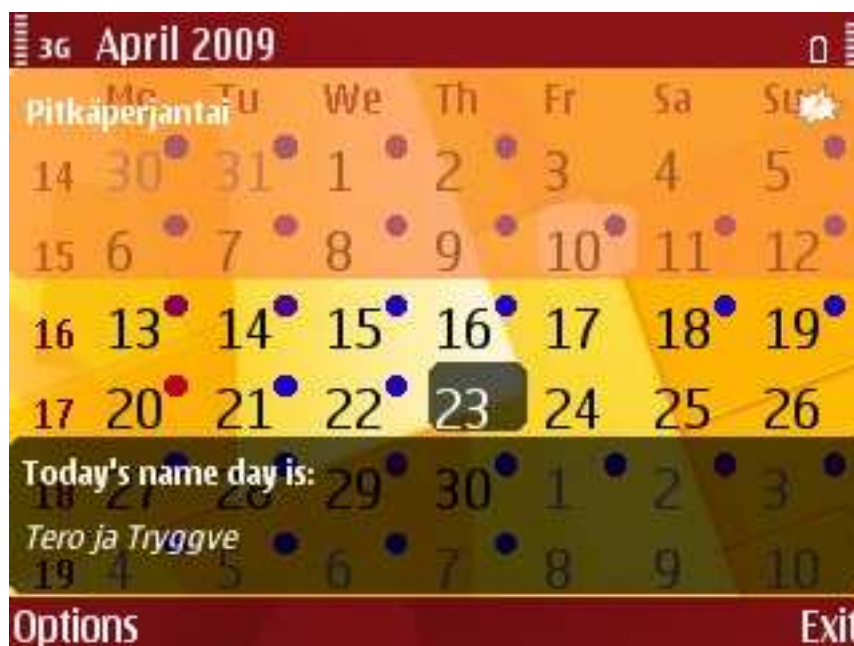 3G April 2009
Mo Tu We Th Fr Sa Su
Pitkäperjantai
14 30 31 1 2 3 4 5
15 6 7 8 9 10 11 12
16 13 14 15 16 17 18 19
17 20 21 22 23 24 25 26
Today's name day is:
18 27 28 29 30 1 2 3
Tero ja Tryggve
19 4 5 6 7 8 9 10
Options Exit